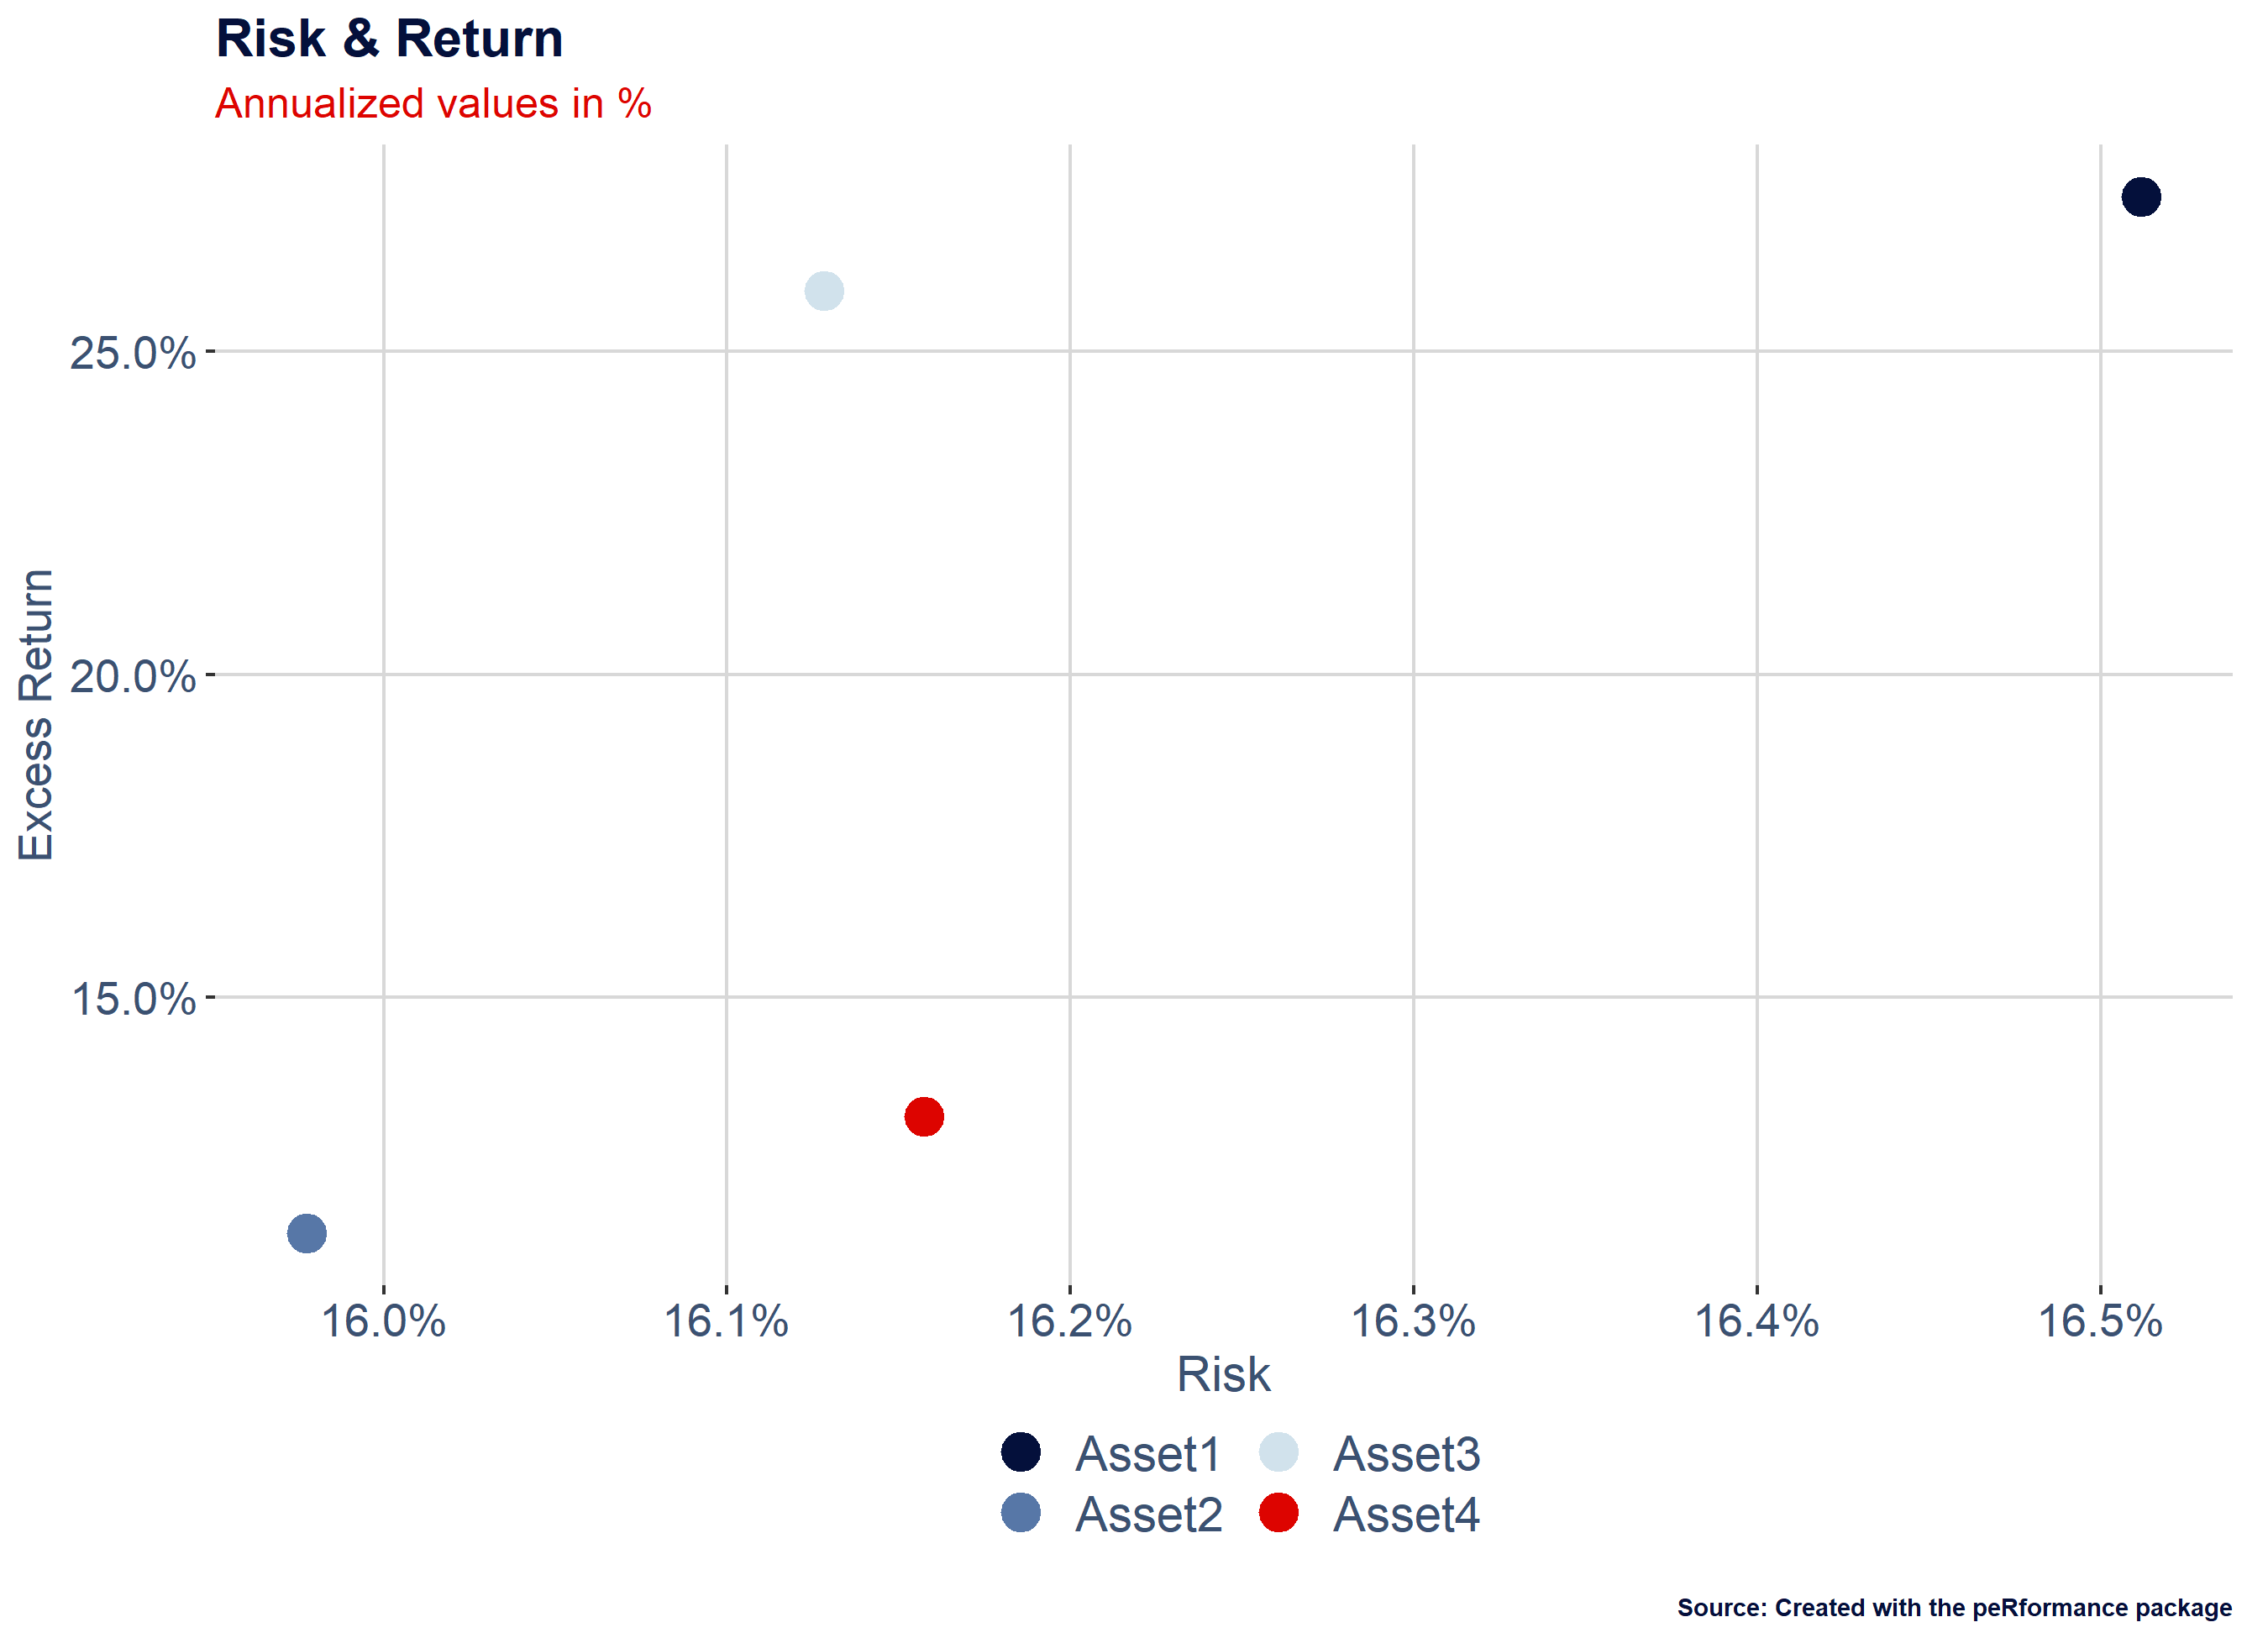 Risk & Return
Annualized values in %
Excess Return
25.0%
20.0%
15.0%
16.0% 16.1% 16.2% 16.3% 16.4% 16.5%
Risk
Asset1 Asset3
Asset2 Asset4
Source: Created with the peRformance package